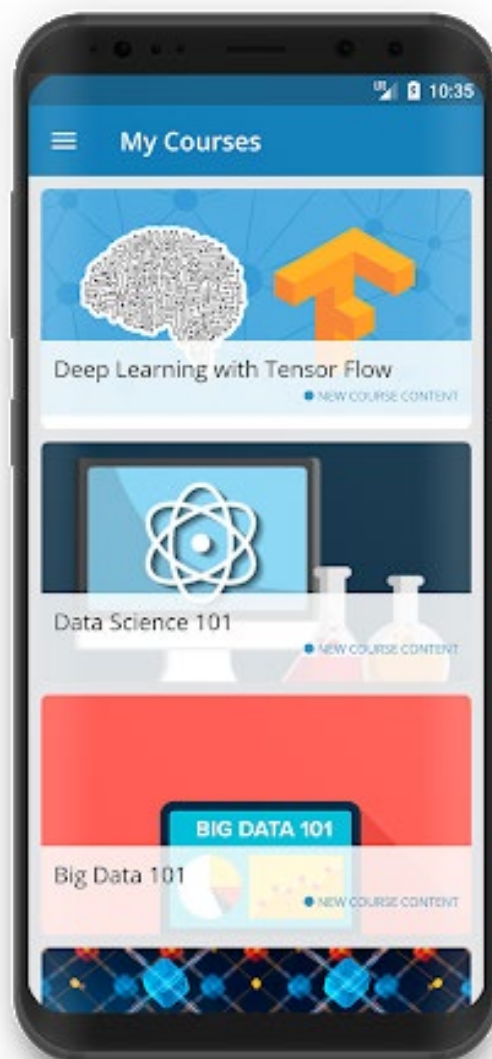 10:35
My Courses
Deep Learning with Tensor Flow
NEW COURSE CONTENT
Data Science 101
NEW COURSE CONTENT
BIG DATA 101
Big Data 101
NEW COURSE CONTENT